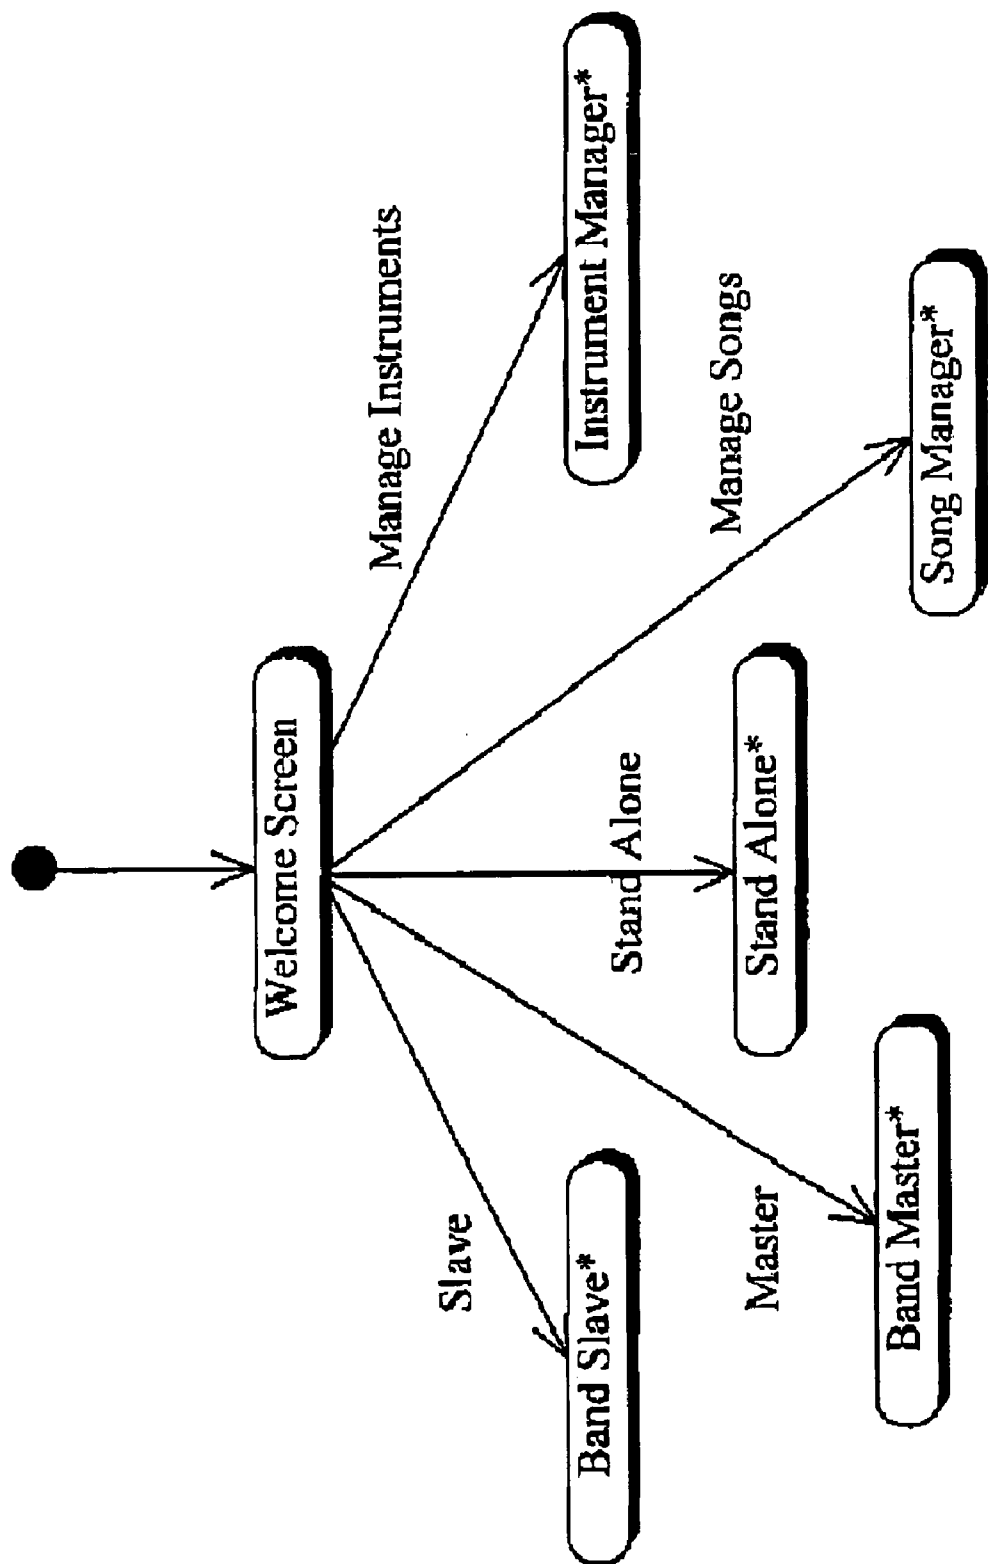 Welcome Screen
Slave
Manage Instruments
Band Slave*
Instrument Manager*
Stand Alone
Master
Manage Songs
Stand Alone*
Band Master*
Song Manager*